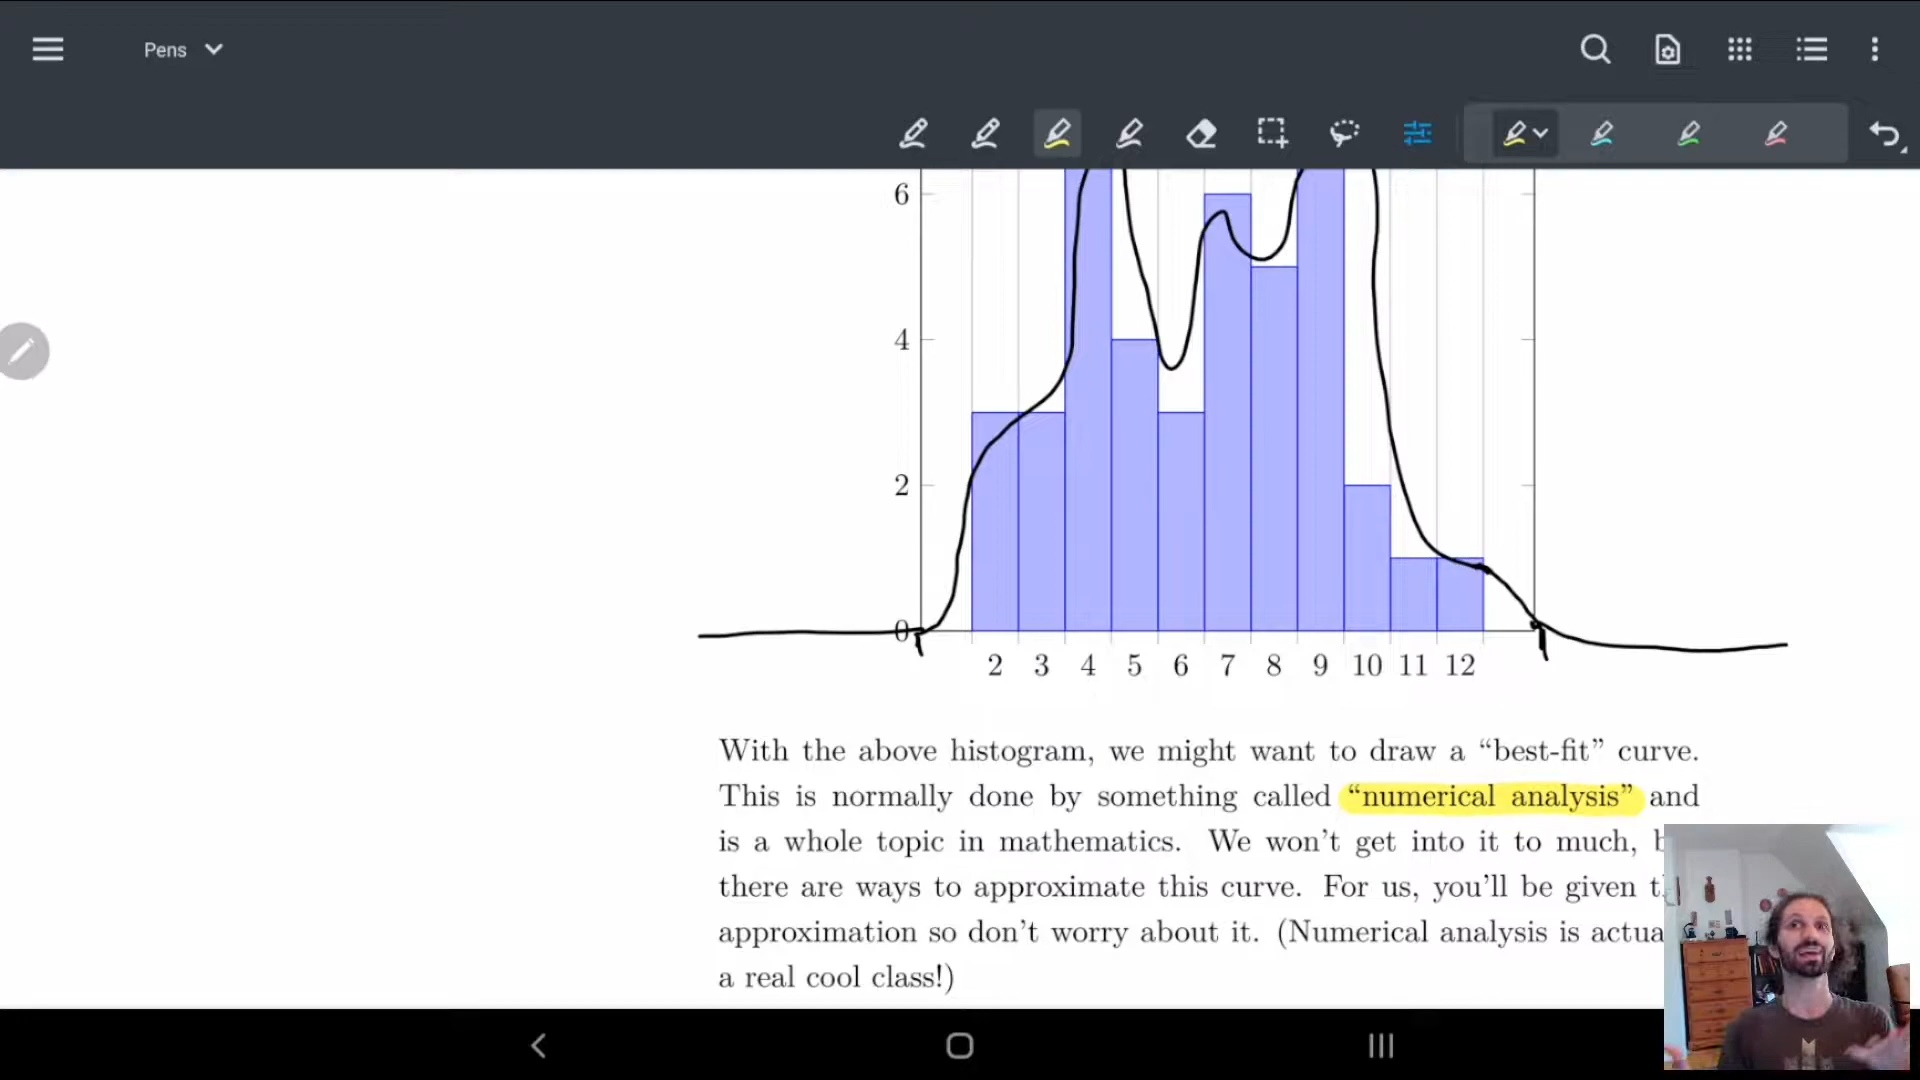 Pens
6
4
2
0
2 3 4 5 6 7 8 9 10 11 12
With the above histogram, we might want to draw a “best-fit” curve.
This is normally done by something called “numerical analysis” and
is a whole topic in mathematics. We won’t get into it to much,
there are ways to approximate this curve. For us, you’ll be given
approximation so don’t worry about it. (Numerical analysis is
a real cool class!)